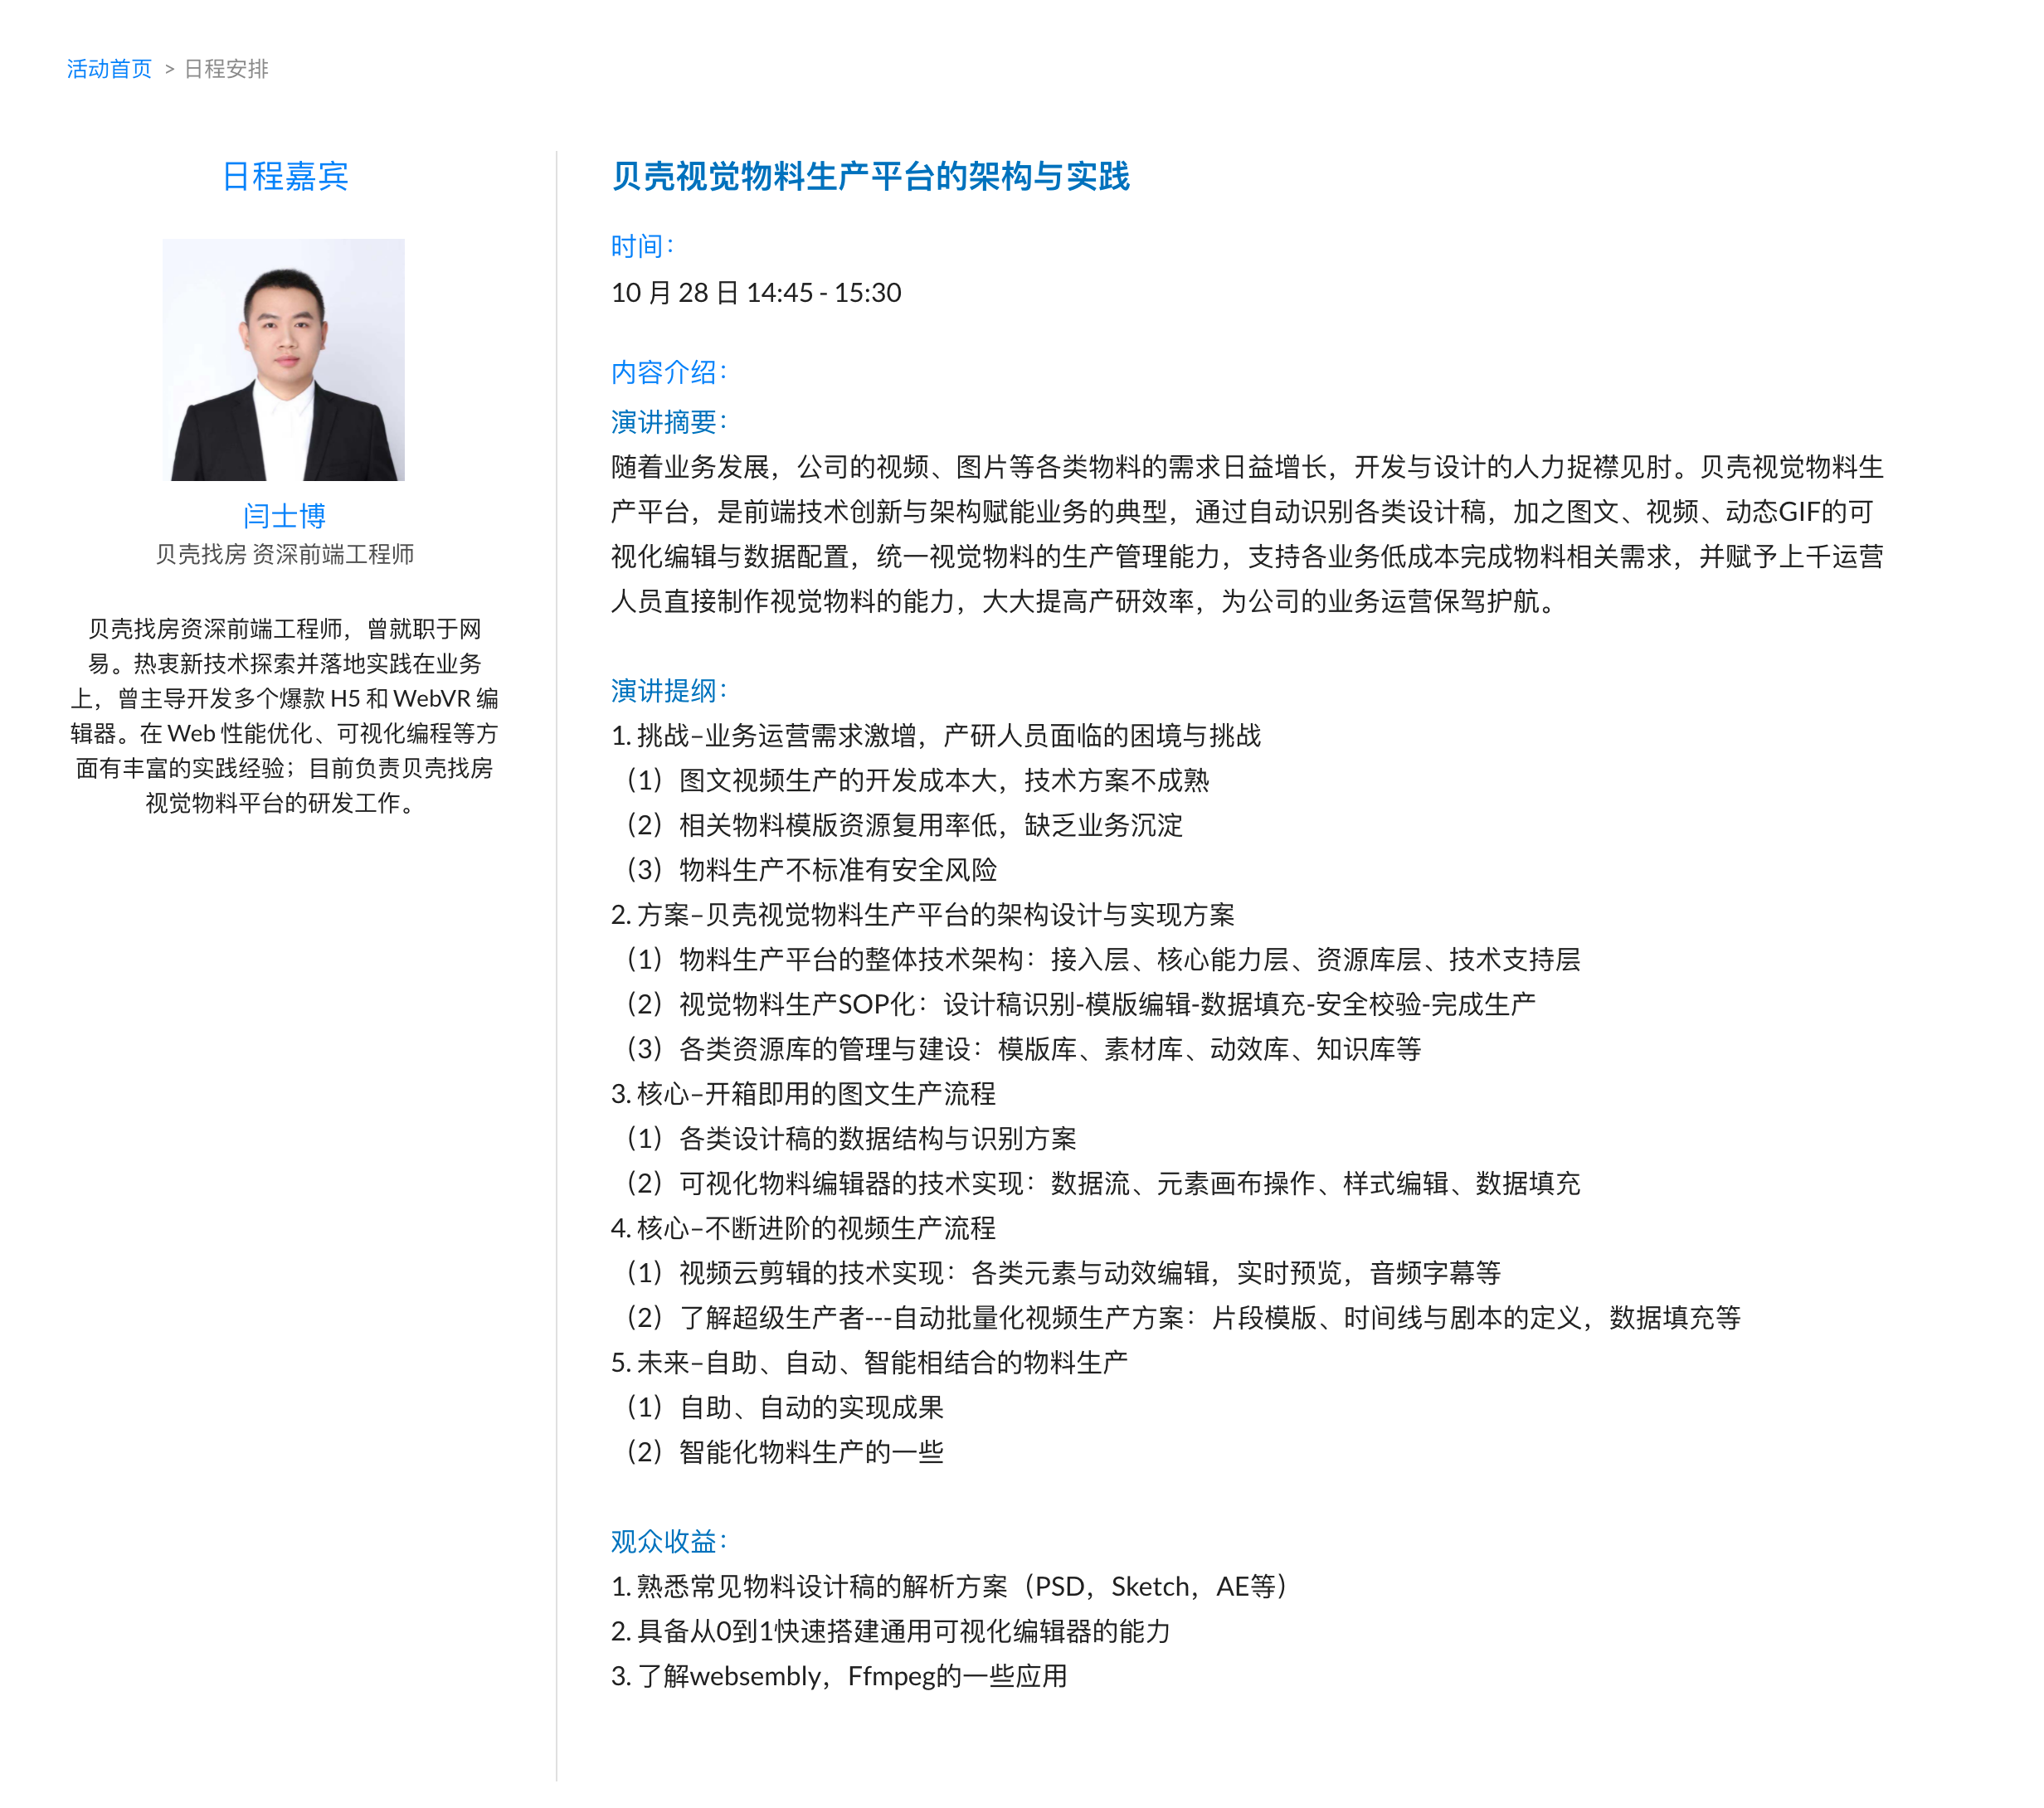 活动首页 > 日程安排
日程嘉宾
闫士博
贝壳找房 资深前端工程师
贝壳找房资深前端工程师，曾就职于网
易。热衷新技术探索并落地实践在业务
上，曾主导开发多个爆款 H5 和 WebVR 编
辑器。在 Web 性能优化、可视化编程等方
面有丰富的实践经验；目前负责贝壳找房
视觉物料平台的研发工作。
贝壳视觉物料生产平台的架构与实践
时间：
10 月 28 日 14:45 - 15:30
内容介绍：
演讲摘要：
随着业务发展，公司的视频、图片等各类物料的需求日益增长，开发与设计的人力捉襟见肘。贝壳视觉物料生
产平台，是前端技术创新与架构赋能业务的典型，通过自动识别各类设计稿，加之图文、视频、动态GIF的可
视化编辑与数据配置，统一视觉物料的生产管理能力，支持各业务低成本完成物料相关需求，并赋予上千运营
人员直接制作视觉物料的能力，大大提高产研效率，为公司的业务运营保驾护航。
演讲提纲：
1. 挑战–业务运营需求激增，产研人员面临的困境与挑战
（1）图文视频生产的开发成本大，技术方案不成熟
（2）相关物料模版资源复用率低，缺乏业务沉淀
（3）物料生产不标准有安全风险
2. 方案–贝壳视觉物料生产平台的架构设计与实现方案
（1）物料生产平台的整体技术架构：接入层、核心能力层、资源库层、技术支持层
（2）视觉物料生产SOP化：设计稿识别-模版编辑-数据填充-安全校验-完成生产
（3）各类资源库的管理与建设：模版库、素材库、动效库、知识库等
3. 核心–开箱即用的图文生产流程
（1）各类设计稿的数据结构与识别方案
（2）可视化物料编辑器的技术实现：数据流、元素画布操作、样式编辑、数据填充
4. 核心–不断进阶的视频生产流程
（1）视频云剪辑的技术实现：各类元素与动效编辑，实时预览，音频字幕等
（2）了解超级生产者---自动批量化视频生产方案：片段模版、时间线与剧本的定义，数据填充等
5. 未来–自助、自动、智能相结合的物料生产
（1）自助、自动的实现成果
（2）智能化物料生产的一些
观众收益：
1. 熟悉常见物料设计稿的解析方案（PSD，Sketch，AE等）
2. 具备从0到1快速搭建通用可视化编辑器的能力
3. 了解websembly，Ffmpeg的一些应用